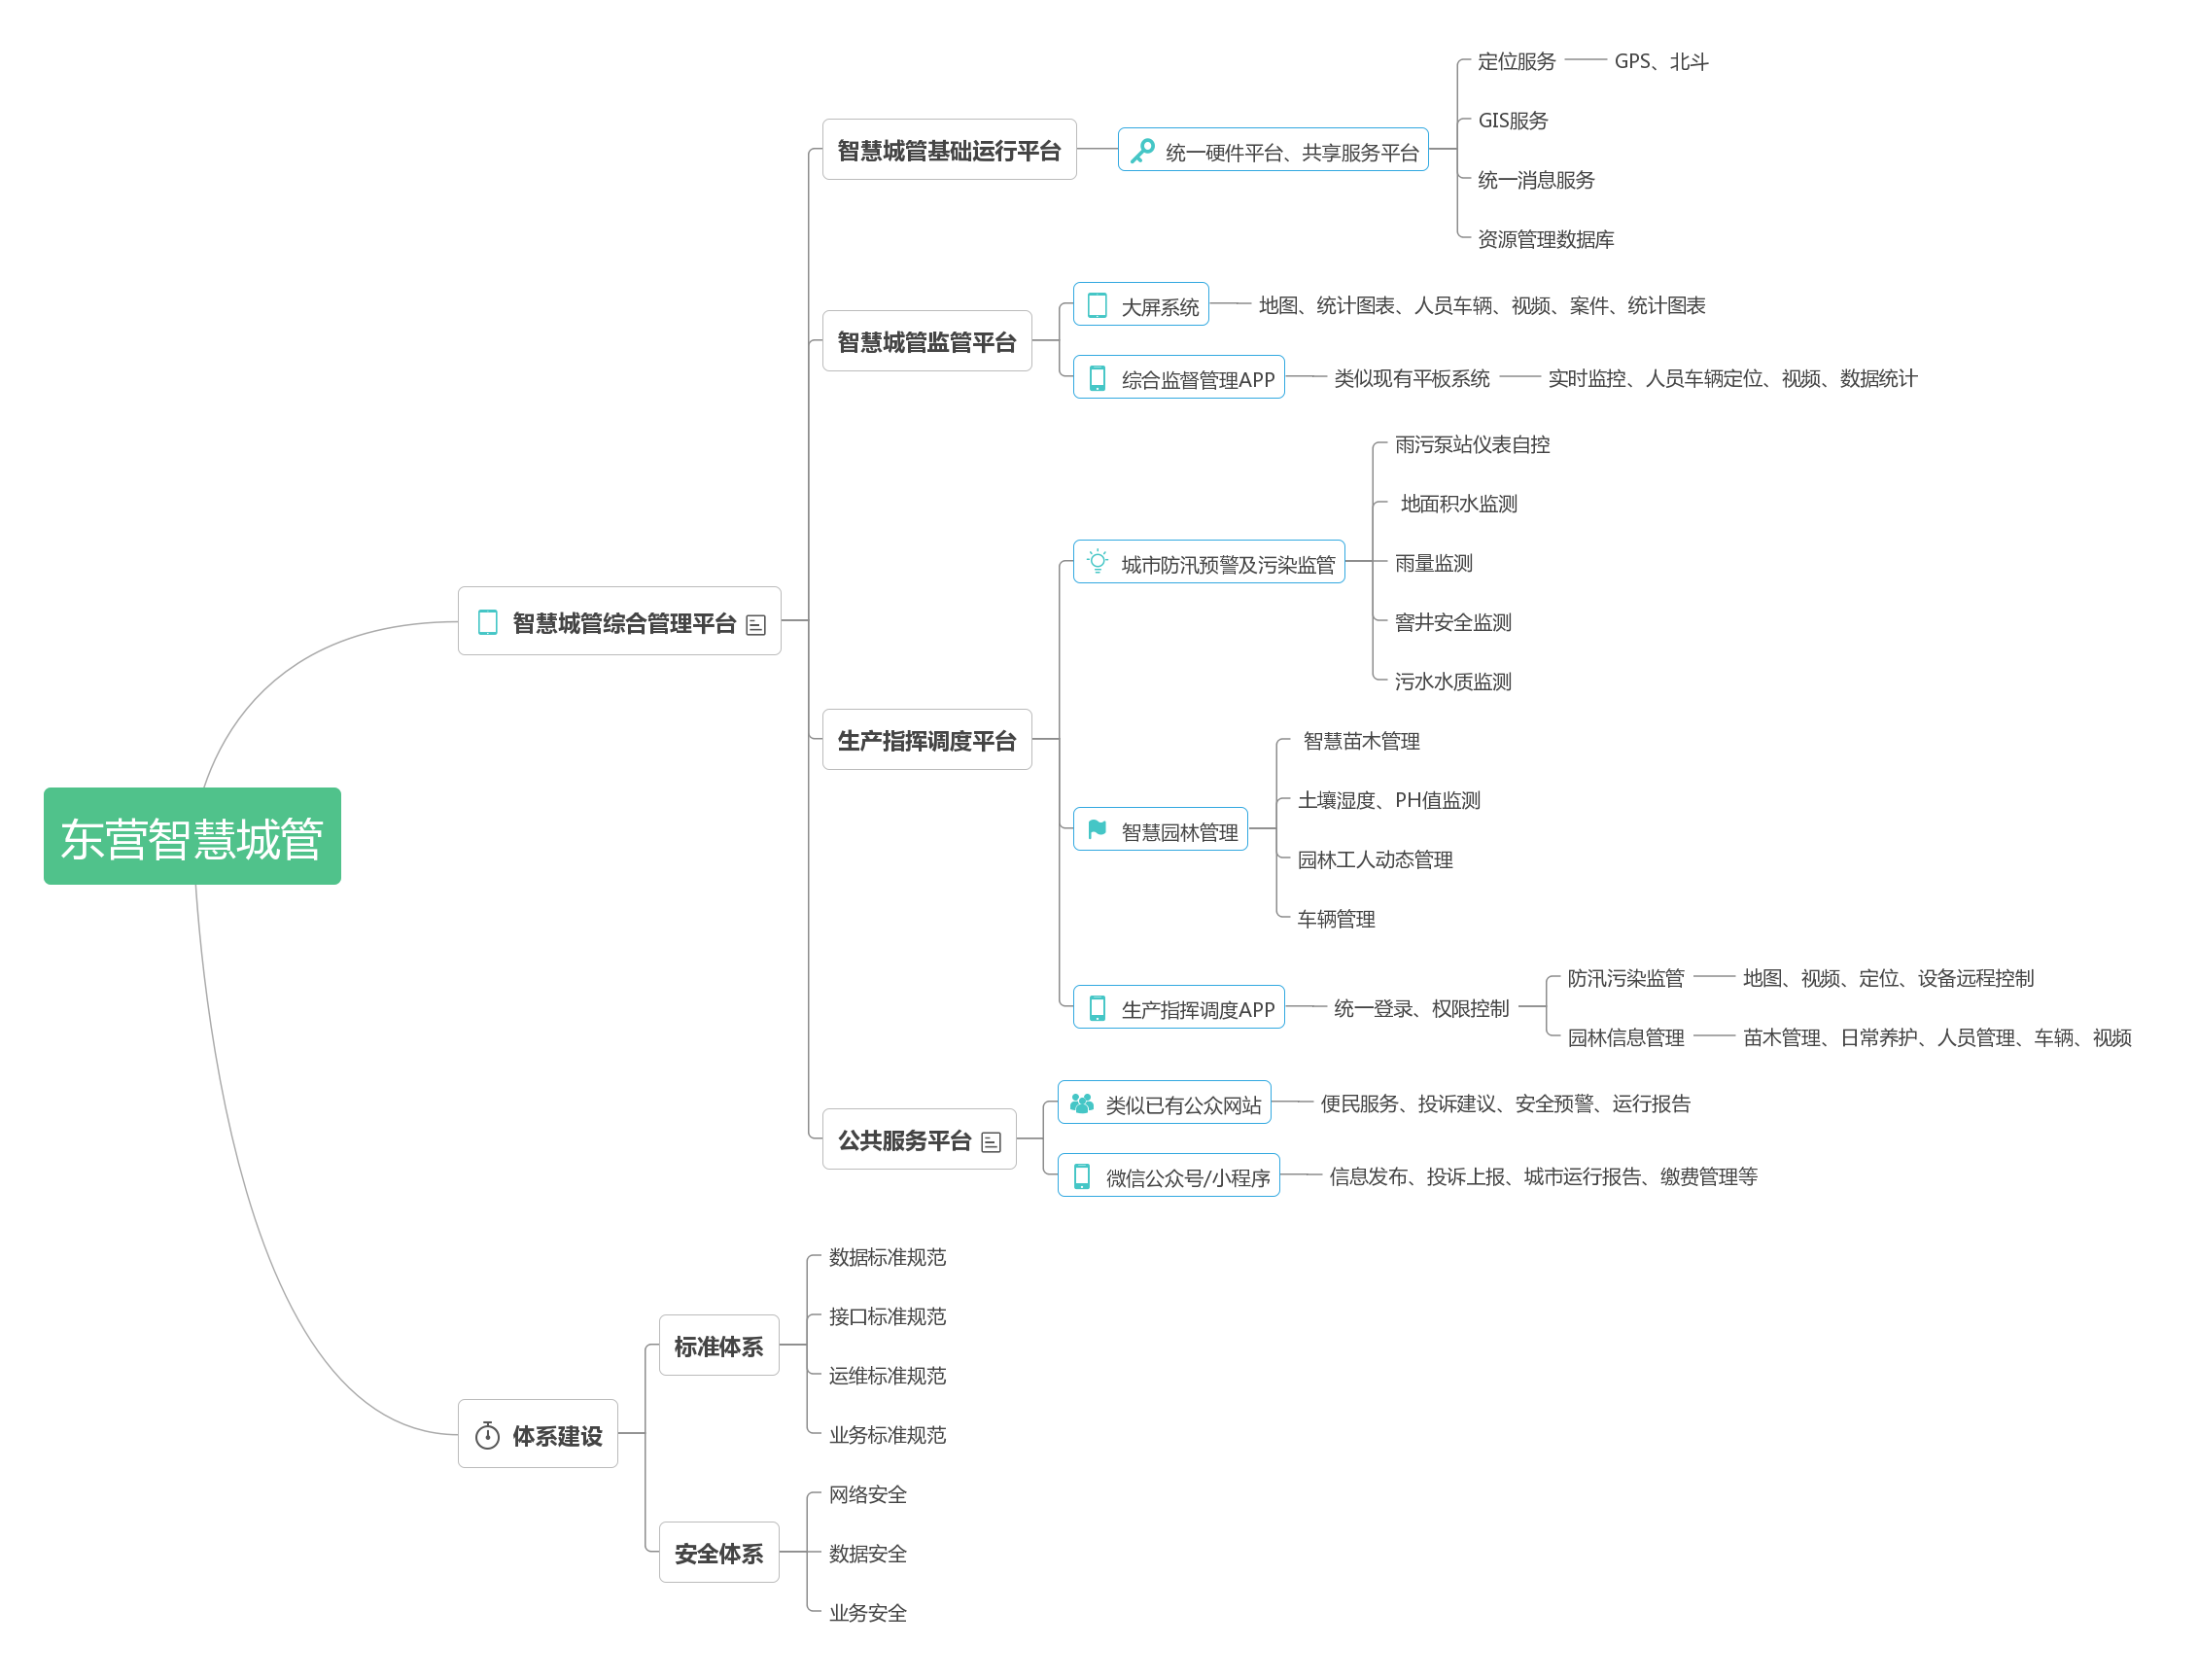 东营智慧城管
智慧城管综合管理平台
智慧城管基础运行平台
统一硬件平台、共享服务平台
定位服务
GPS、北斗
GIS服务
统一消息服务
资源管理数据库
智慧城管监管平台
大屏系统
地图、统计图表、人员车辆、视频、案件、统计图表
综合监督管理APP
类似现有平板系统
实时监控、人员车辆定位、视频、数据统计
生产指挥调度平台
城市防汛预警及污染监管
雨污泵站仪表自控
地面积水监测
雨量监测
窨井安全监测
污水水质监测
智慧园林管理
智慧苗木管理
土壤湿度、PH值监测
园林工人动态管理
车辆管理
生产指挥调度APP
统一登录、权限控制
防汛污染监管
地图、视频、定位、设备远程控制
园林信息管理
苗木管理、日常养护、人员管理、车辆、视频
公共服务平台
类似已有公众网站
便民服务、投诉建议、安全预警、运行报告
微信公众号/小程序
信息发布、投诉上报、城市运行报告、缴费管理等
体系建设
标准体系
数据标准规范
接口标准规范
运维标准规范
业务标准规范
安全体系
网络安全
数据安全
业务安全